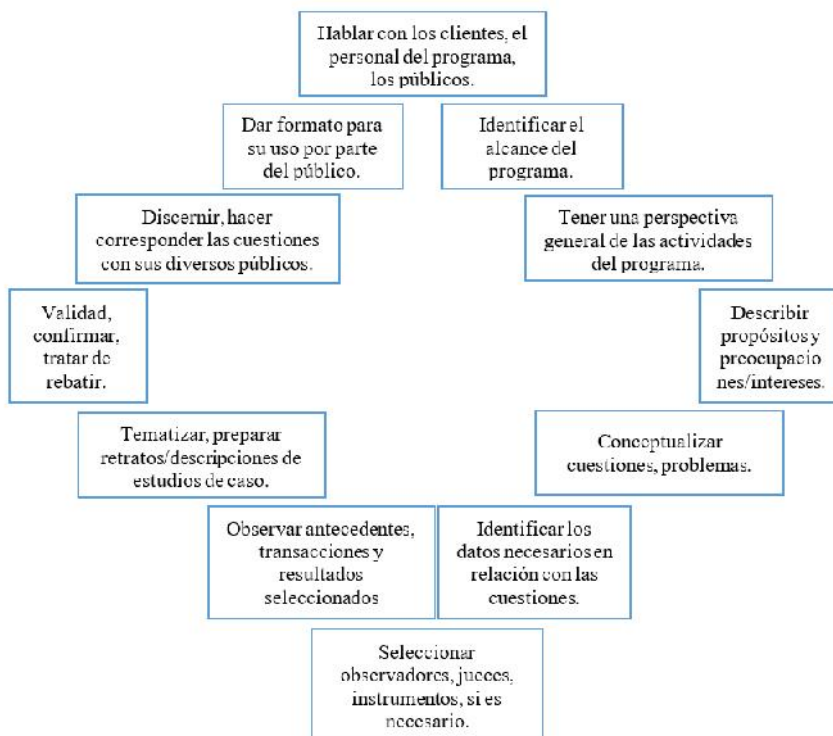 Hablar con los clientes, el
personal del programa,
los públicos.
Dar formato para
su uso por parte
del público.
Identificar el
alcance del
programa.
Discernir, hacer
corresponder las cuestiones
con sus diversos públicos.
Tener una perspectiva
general de las actividades
del programa.
Validad,
confirmar,
tratar de
rebatir.
Describir
propósitos y
preocupacio
nes/intereses.
Tematizar, preparar
retratos/descripciones de
estudios de caso.
Conceptualizar
cuestiones, problemas.
Observar antecedentes,
transacciones y
resultados
seleccionados
Identificar los
datos necesarios en
relación con las
cuestiones.
Seleccionar
observadores, jueces,
instrumentos, si es
necesario.